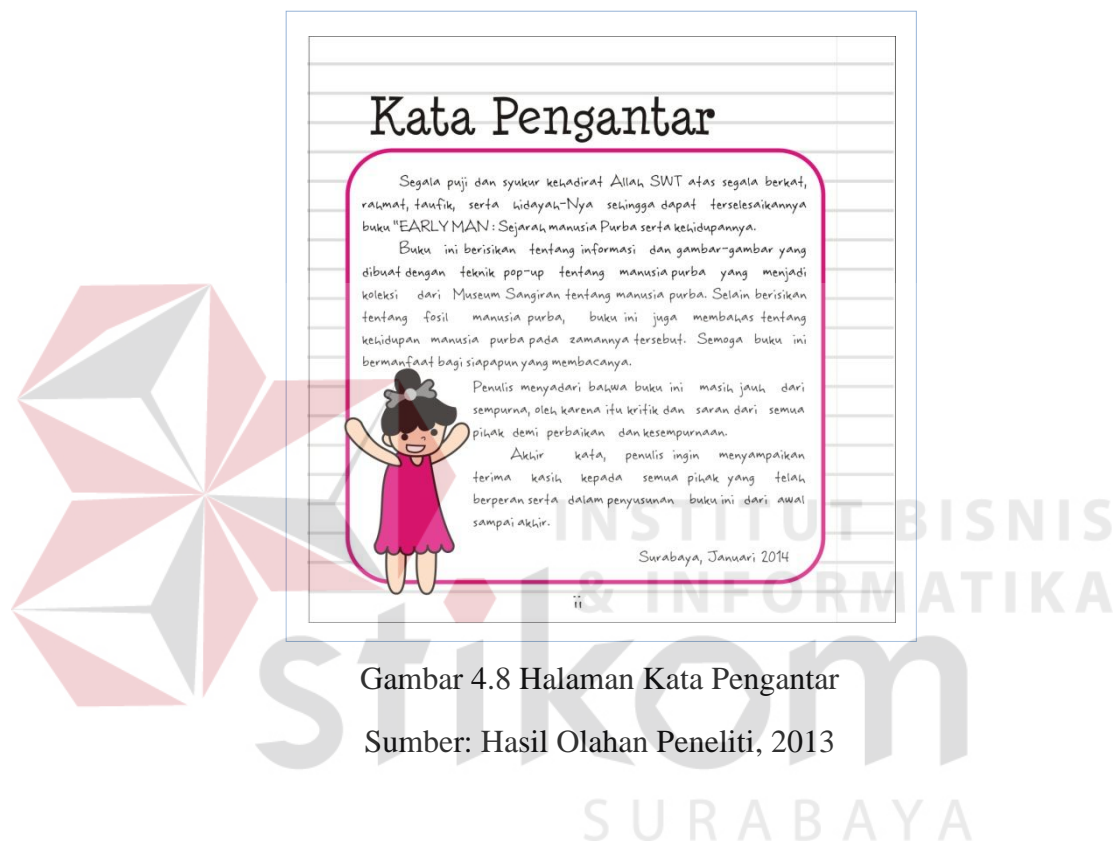 Kata Pengantar
Segala puji dan syukur kehadirat Allah SWT atas segala berkat,
rahmat, taufik, serta hidayah-Nya sehingga dapat terselesaikannya
buku "EARLY MAN : Sejarah manusia Purba serta kehidupannya.
Buku ini berisikan tentang informasi dan gambar-gambar yang
dibuat dengan teknik pop-up tentang manusia purba yang menjadi
koleksi dari Museum Sangiran tentang manusia purba. Selain berisikan
tentang fosil manusia purba, buku ini juga membahas tentang
kehidupan manusia purba pada zamannya tersebut. Semoga buku ini
bermanfaat bagi siapapun yang membacanya.
Penulis menyadari bahwa buku ini masih jauh dari
sempurna, oleh karena itu kritik dan saran dari semua
pihak demi perbaikan dan kesempurnaan.
Akhir kata, penulis ingin menyampaikan
terima kasih kepada semua pihak yang telah
berperan serta dalam penyusunan buku ini dari awal
sampai akhir.
Surabaya, Januari 2014
ii
INSTITUT BISNIS
& INFORMATIKA
stikom
SURABAYA
Gambar 4.8 Halaman Kata Pengantar
Sumber: Hasil Olahan Peneliti, 2013